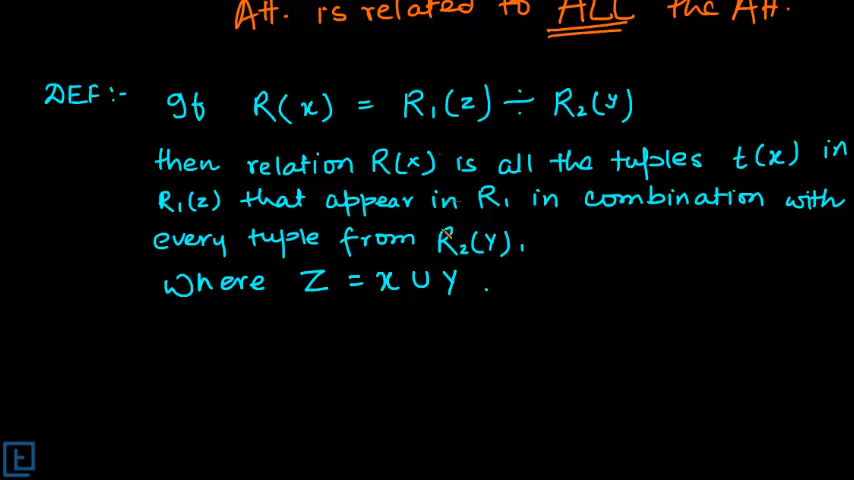 Att. is related to ALL the Att.
DEF:- If R(x) = R₁(z) ÷ R₂(y)
then relation R(x) is all the tuples t(x) in
R₁(z) that appear in R₁ in combination with
every tuple from R₂(y),
where Z = x ∪ y .